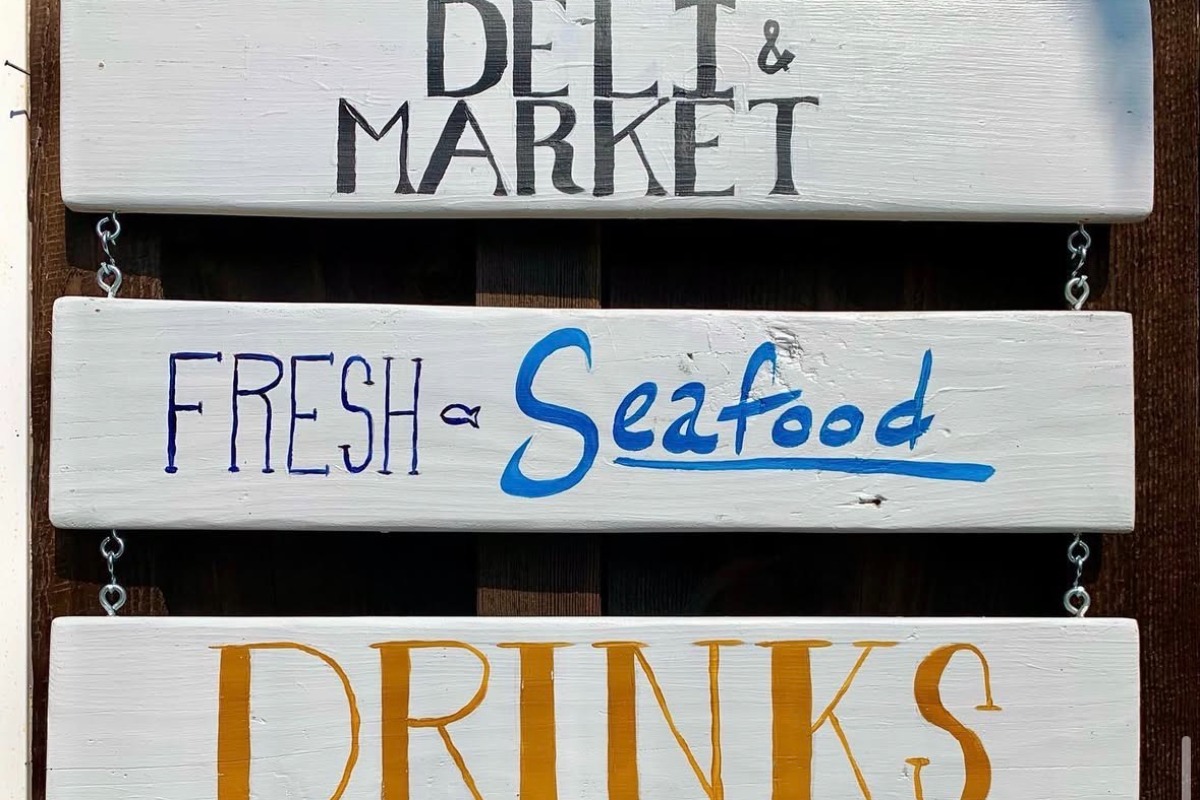 DELI &
MARKET
FRESH Seafood
DRINKS